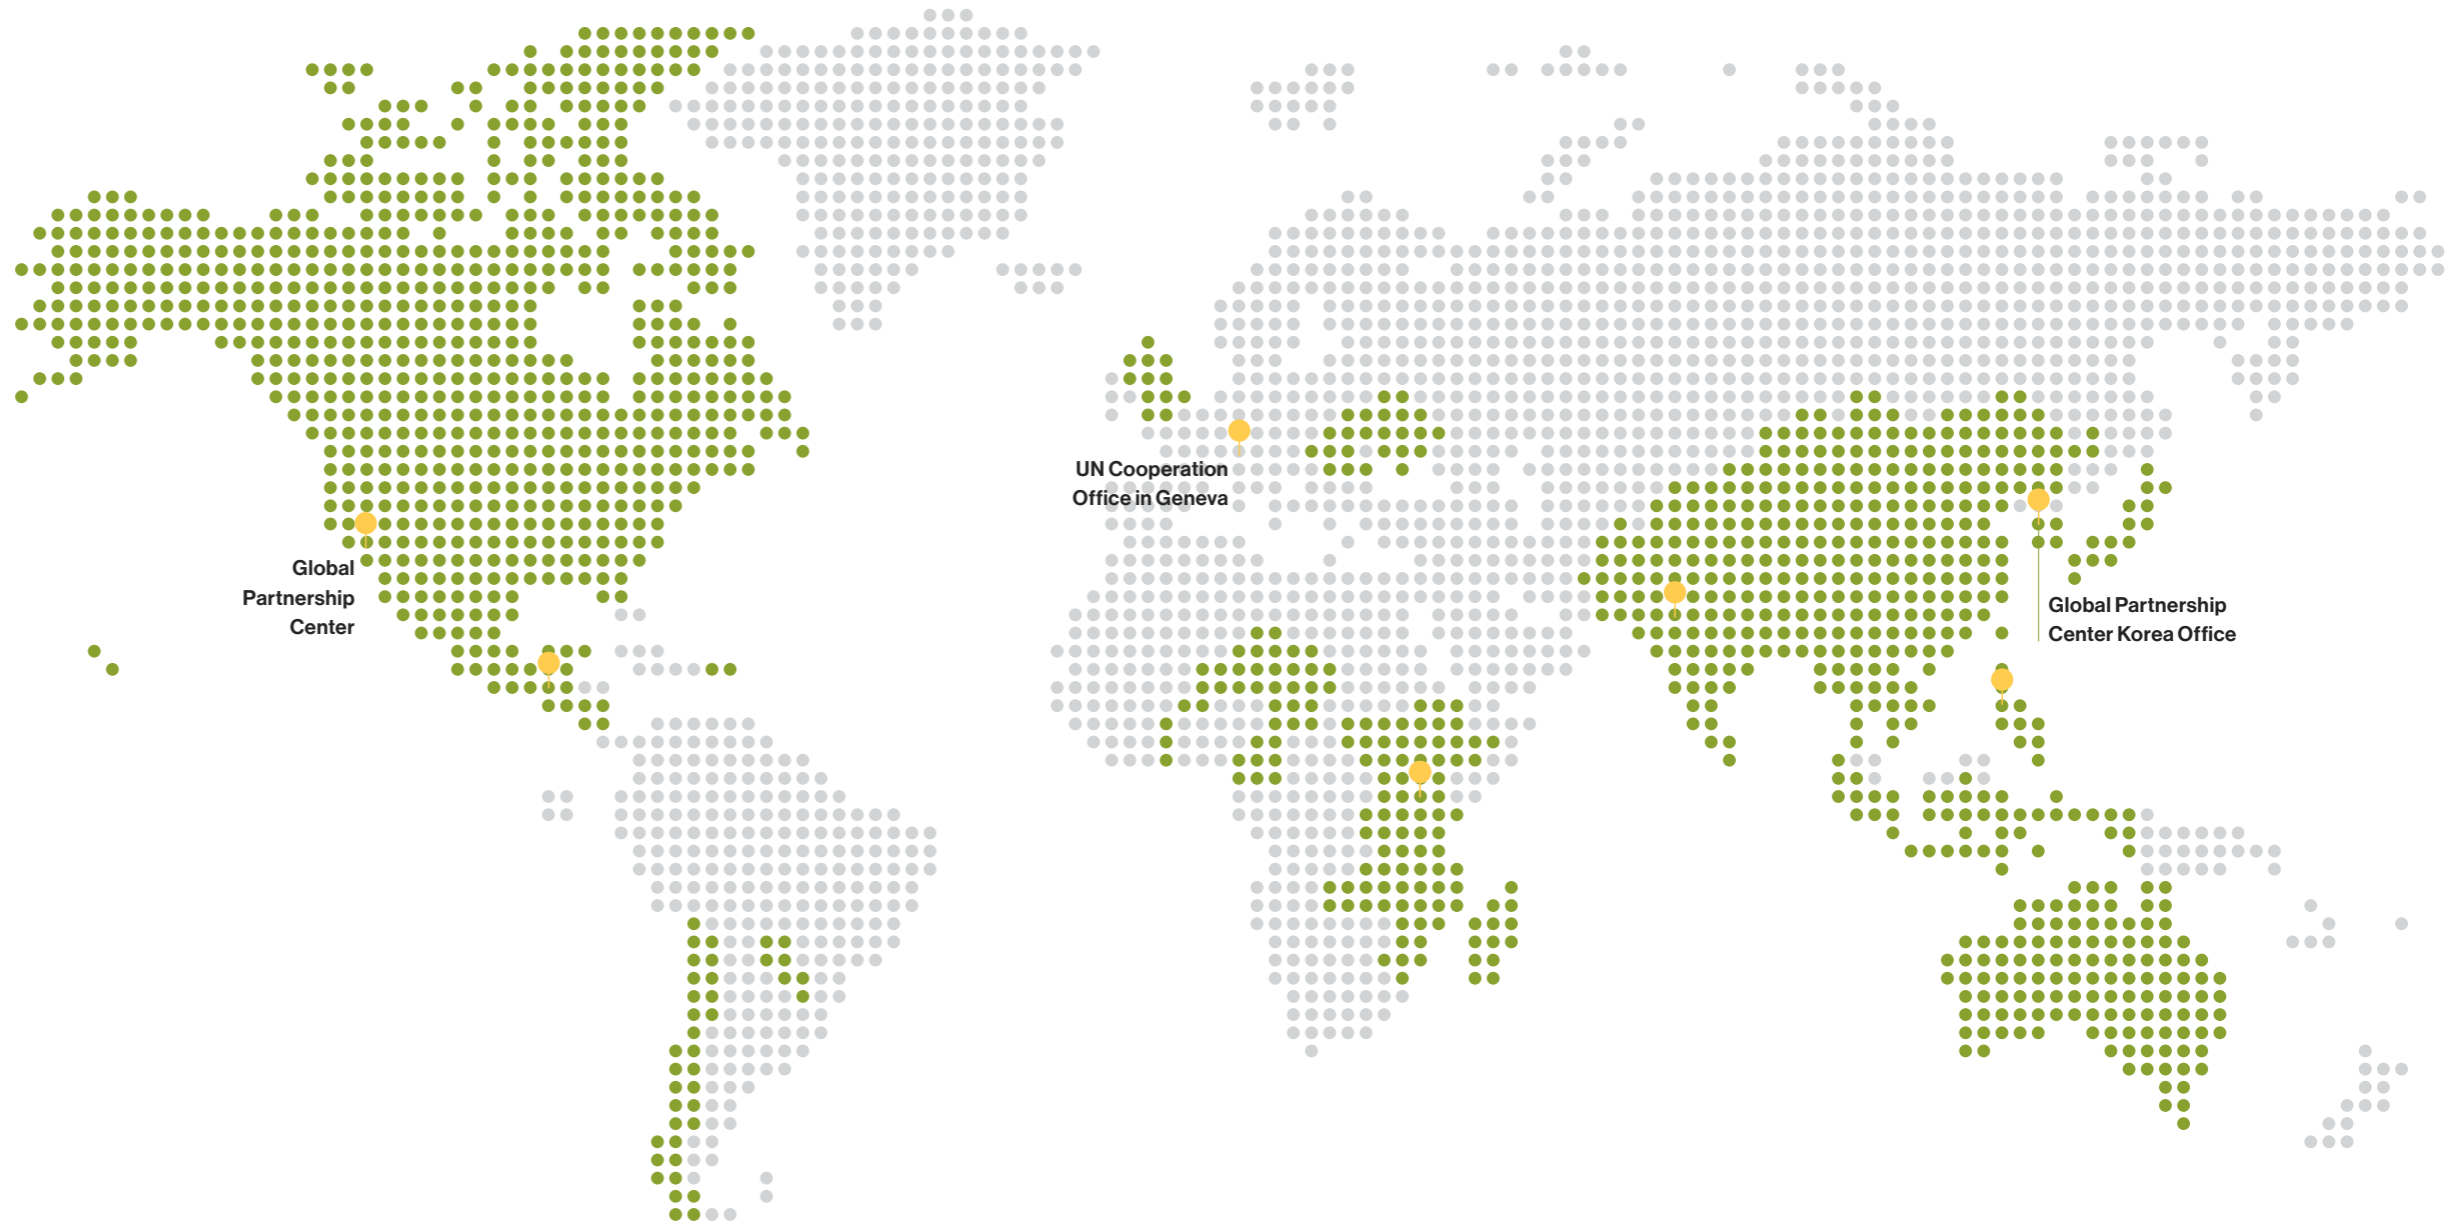 UN Cooperation
Office in Geneva
Global
Partnership
Center
Global Partnership
Center Korea Office